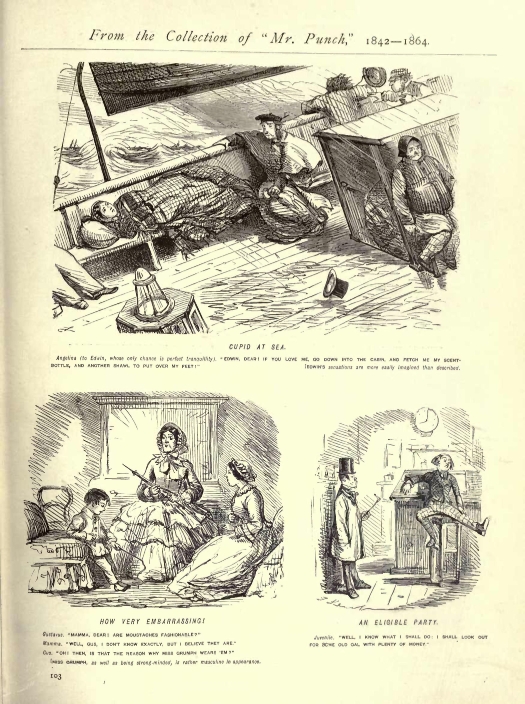 From the Collection of "Mr. Punch," 1842—1864.
CUPID AT SEA.
Angelina (to Edwin, whose only chance is perfect tranquillity). "EDWIN, DEAR! IF YOU LOVE ME, GO DOWN INTO THE CABIN, AND FETCH ME MY SCENT-
BOTTLE, AND ANOTHER SHAWL TO PUT OVER MY FEET!" [EDWIN'S sensations are more easily imagined than described.
HOW VERY EMBARRASSING!
Gustavus. "MAMMA, DEAR! ARE MOUSTACHES FASHIONABLE?"
Mamma. "WELL, GUS, I DON'T KNOW EXACTLY, BUT I BELIEVE THEY ARE."
Gus. "OH! THEN, IS THAT THE REASON WHY MISS GRUMPH WEARS 'EM?"
[MISS GRUMPH, as well as being strong-minded, is rather masculine in appearance.
AN ELIGIBLE PARTY.
Juvenile. "WELL, I KNOW WHAT I SHALL DO; I SHALL LOOK OUT
FOR SOME OLD GAL WITH PLENTY OF MONEY."
103